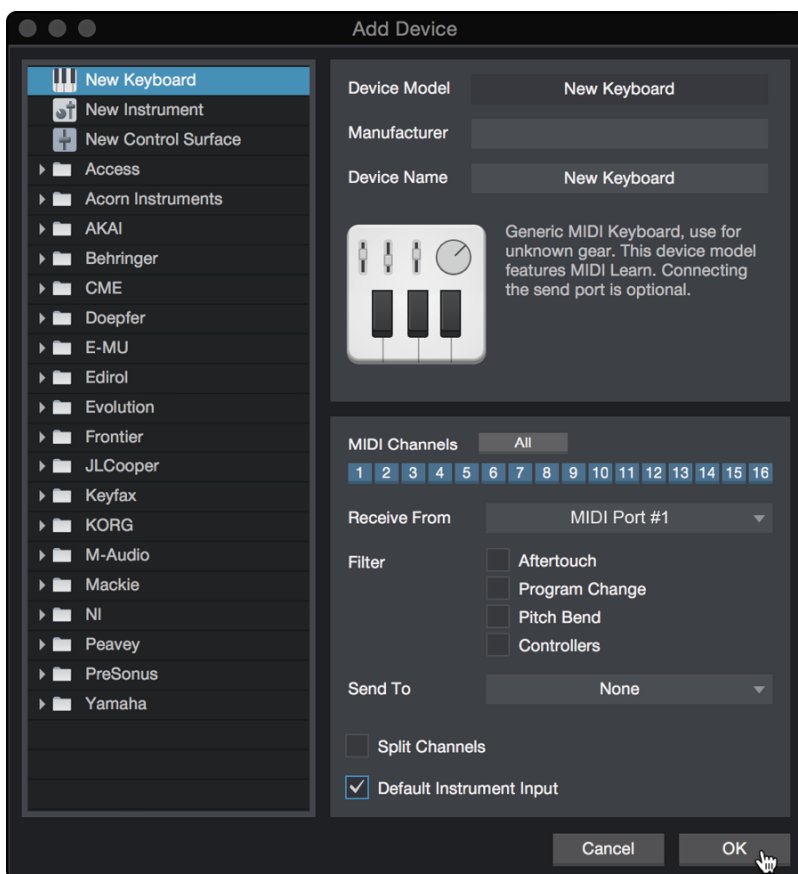 Add Device
New Keyboard
New Instrument
New Control Surface
Access
Acorn Instruments
AKAI
Behringer
CME
Doepfer
E-MU
Edirol
Evolution
Frontier
JLCooper
Keyfax
KORG
M-Audio
Mackie
NI
Peavey
PreSonus
Yamaha
Device Model New Keyboard
Manufacturer
Device Name New Keyboard
Generic MIDI Keyboard, use for
unknown gear. This device model
features MIDI Learn. Connecting
the send port is optional.
MIDI Channels All
1 2 3 4 5 6 7 8 9 10 11 12 13 14 15 16
Receive From MIDI Port #1
Filter Aftertouch
Program Change
Pitch Bend
Controllers
Send To None
Split Channels
Default Instrument Input
Cancel OK